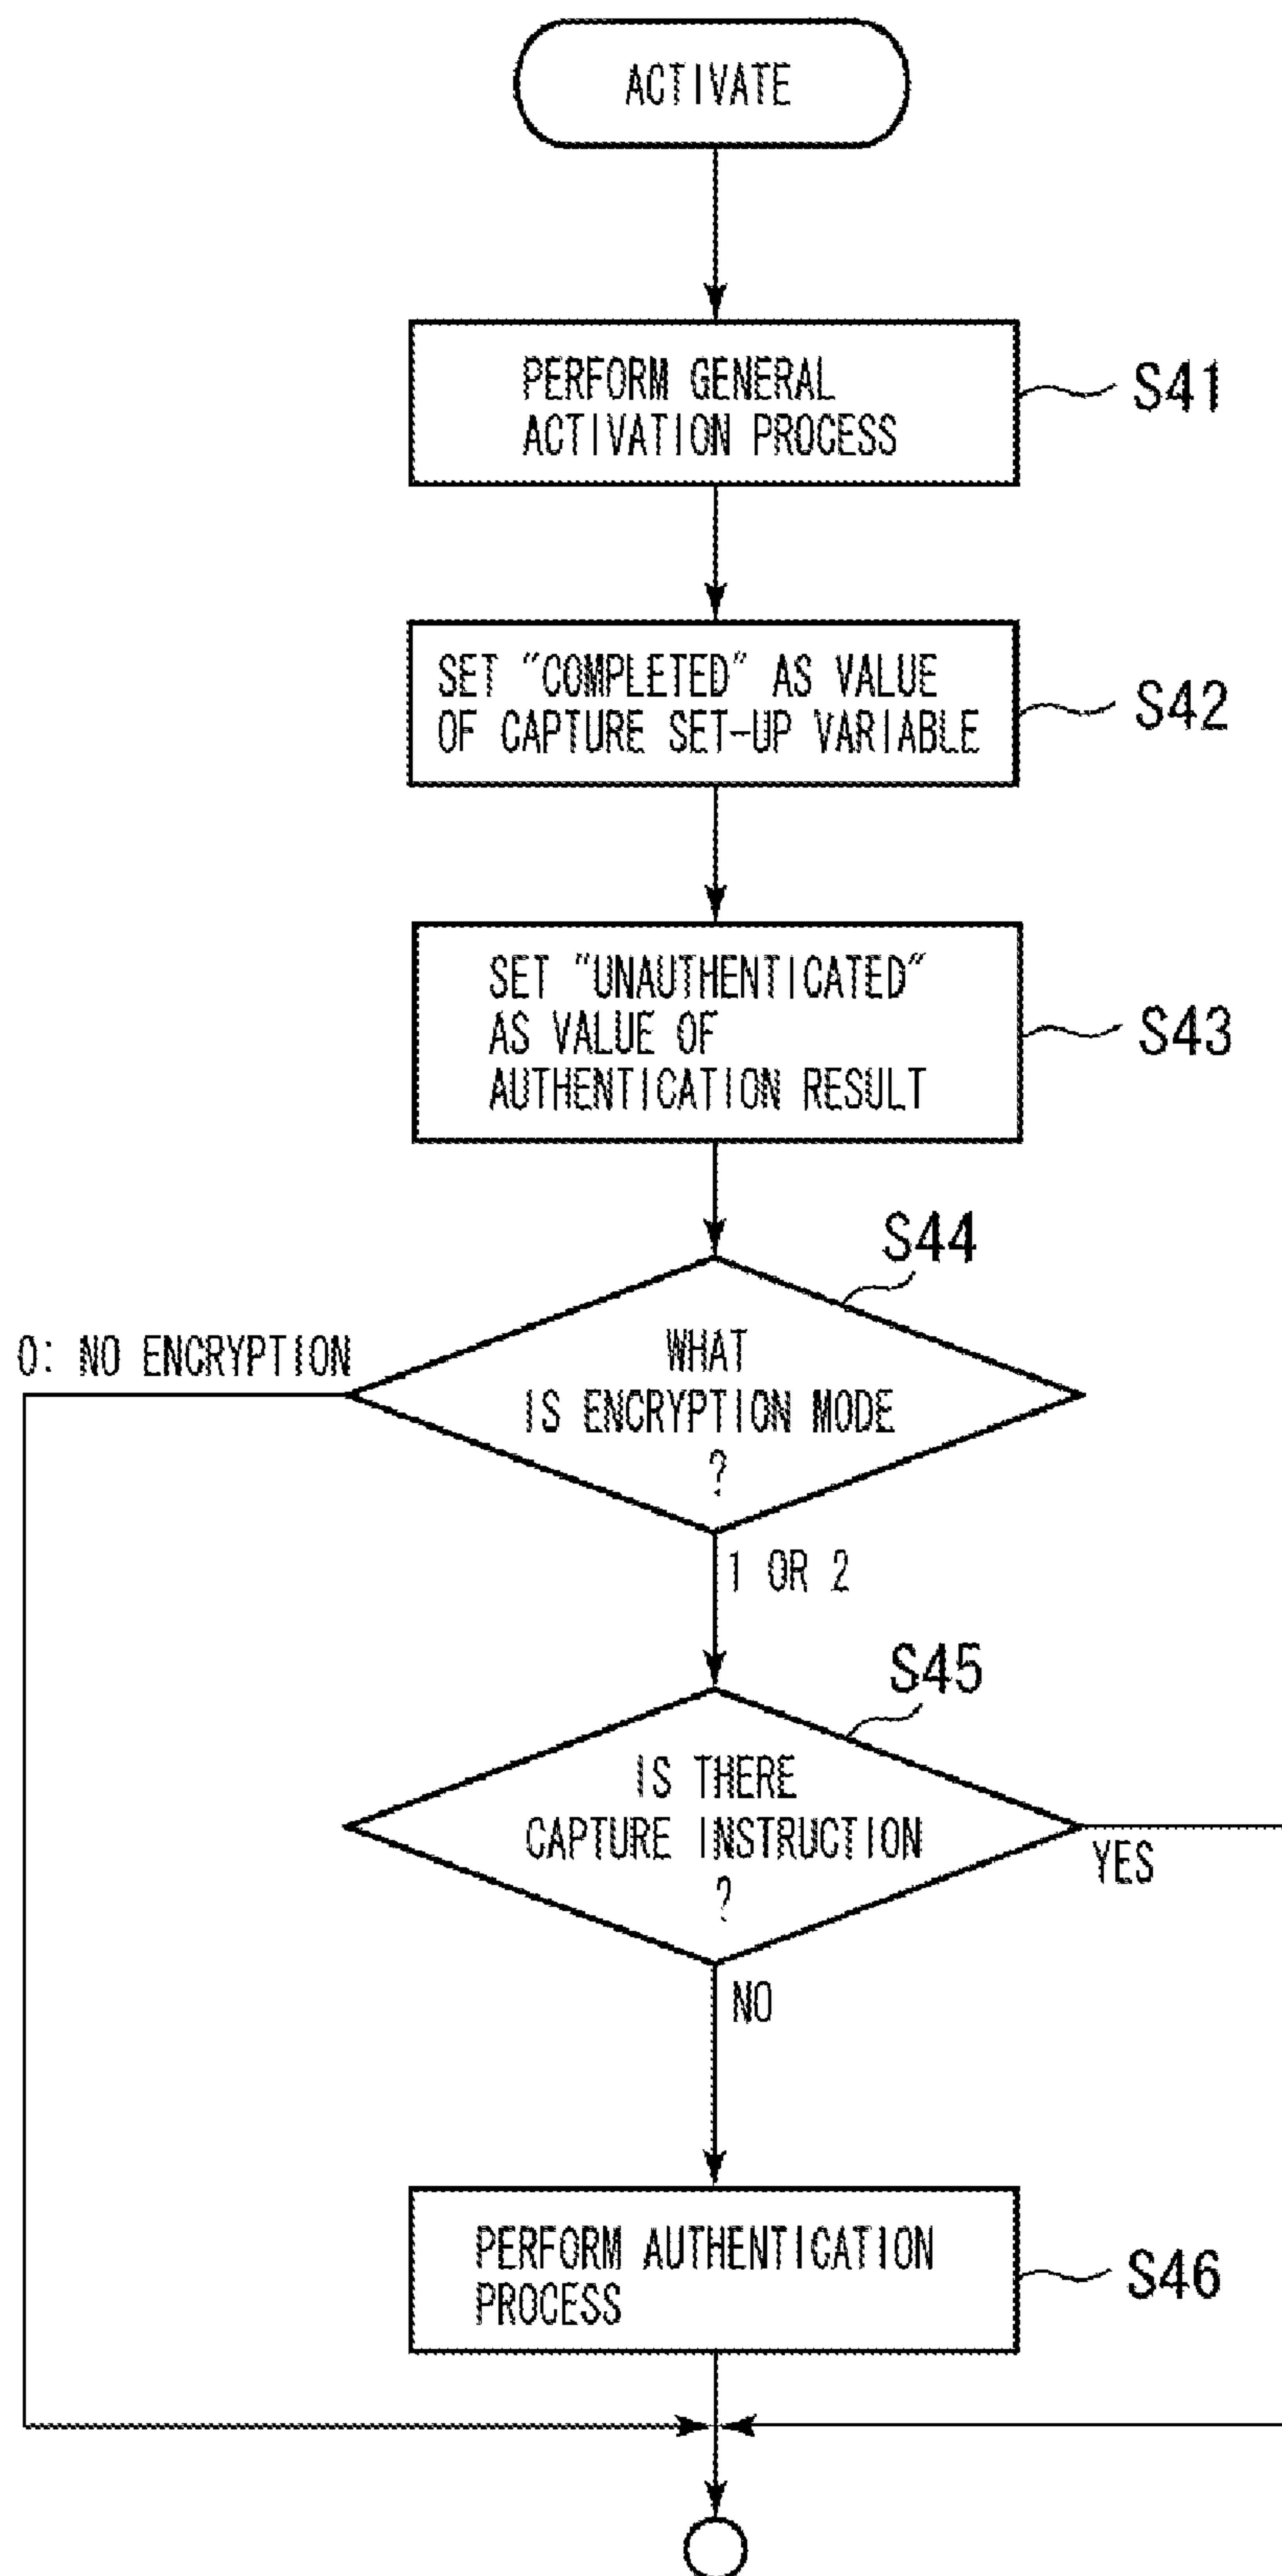 ACTIVATE
PERFORM GENERAL
ACTIVATION PROCESS
S41
SET "COMPLETED" AS VALUE
OF CAPTURE SET-UP VARIABLE
S42
SET "UNAUTHENTICATED"
AS VALUE OF
AUTHENTICATION RESULT
S43
S44
0: NO ENCRYPTION
WHAT
IS ENCRYPTION MODE
?
1 OR 2
S45
IS THERE
CAPTURE INSTRUCTION
?
YES
NO
PERFORM AUTHENTICATION
PROCESS
S46